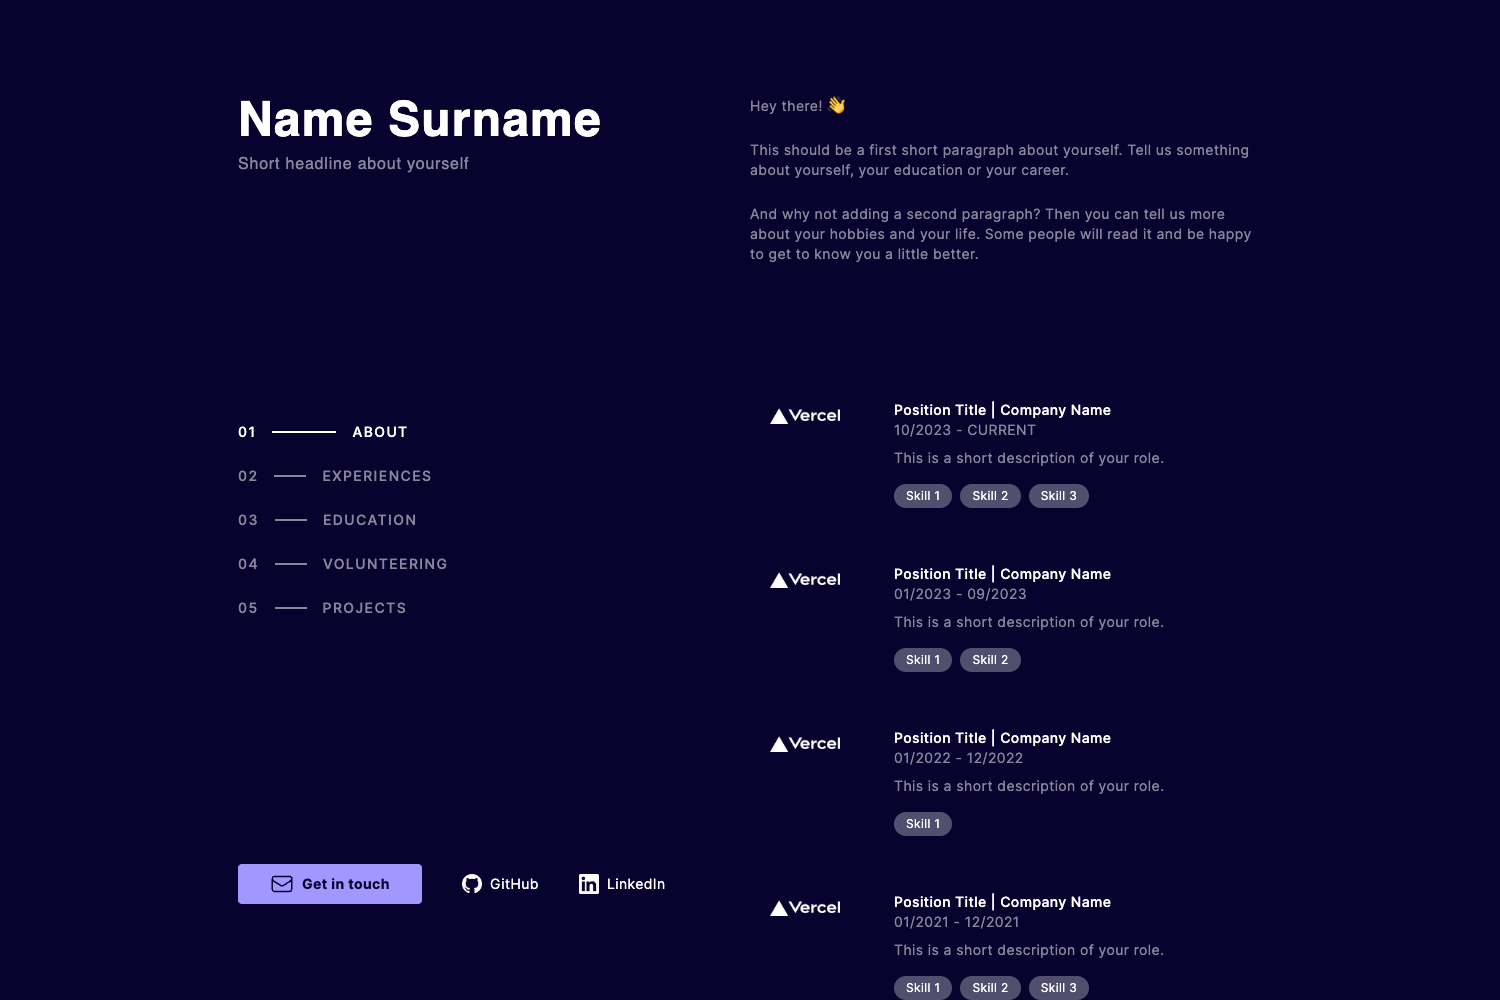 Name Surname
Short headline about yourself
Hey there! 👋
This should be a first short paragraph about yourself. Tell us something
about yourself, your education or your career.
And why not adding a second paragraph? Then you can tell us more
about your hobbies and your life. Some people will read it and be happy
to get to know you a little better.
01 ABOUT
02 EXPERIENCES
03 EDUCATION
04 VOLUNTEERING
05 PROJECTS
Get in touch
GitHub
LinkedIn
Vercel
Position Title | Company Name
10/2023 - CURRENT
This is a short description of your role.
Skill 1 Skill 2 Skill 3
Vercel
Position Title | Company Name
01/2023 - 09/2023
This is a short description of your role.
Skill 1 Skill 2
Vercel
Position Title | Company Name
01/2022 - 12/2022
This is a short description of your role.
Skill 1
Vercel
Position Title | Company Name
01/2021 - 12/2021
This is a short description of your role.
Skill 1 Skill 2 Skill 3